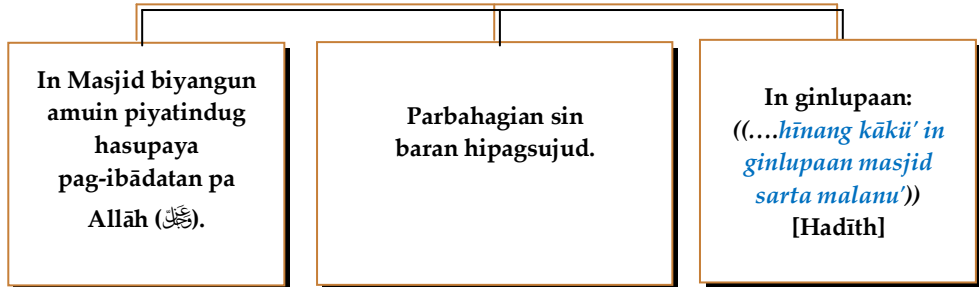 In Masjid biyangun
amuin piyatindug
hasupaya
pag-ibādatan pa
Allāh (ﷻ).
Parbahagian sin
baran hipagsujud.
In ginlupaan:
((….hīnang kākü’ in
ginlupaan masjid
sarta malanu’))
[Hadīth]